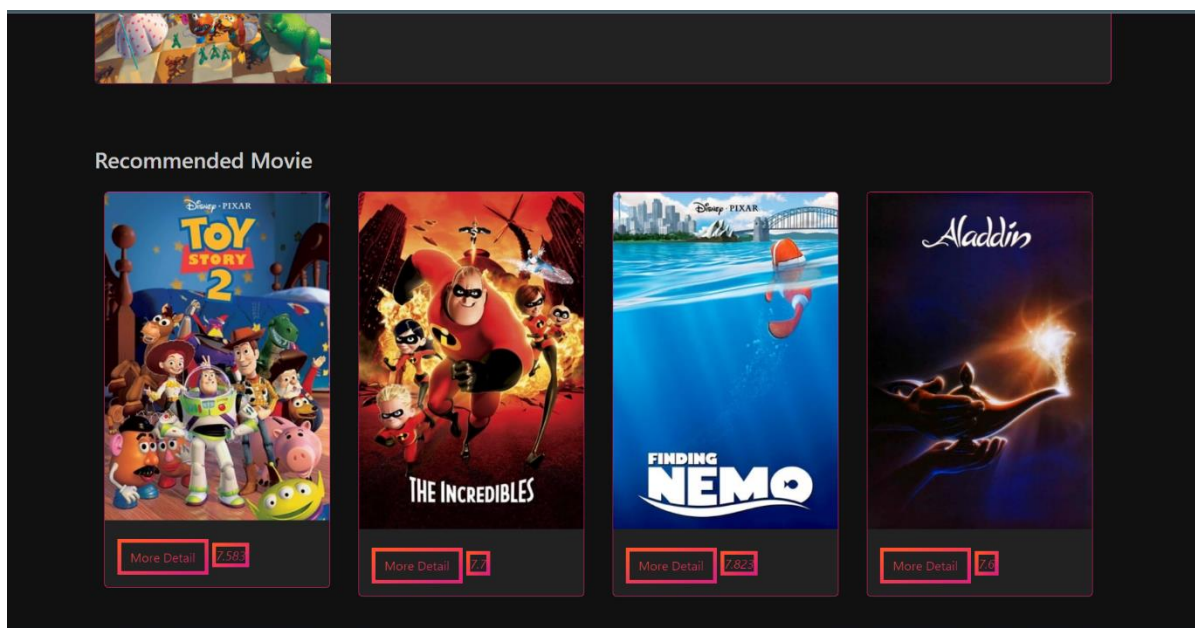 Recommended Movie
Disney · PIXAR
TOY
STORY
2
THE INCREDIBLES
Disney · PIXAR
FINDING
NEMO
Aladdin
More Detail 7.583
More Detail 7.7
More Detail 7.823
More Detail 7.6